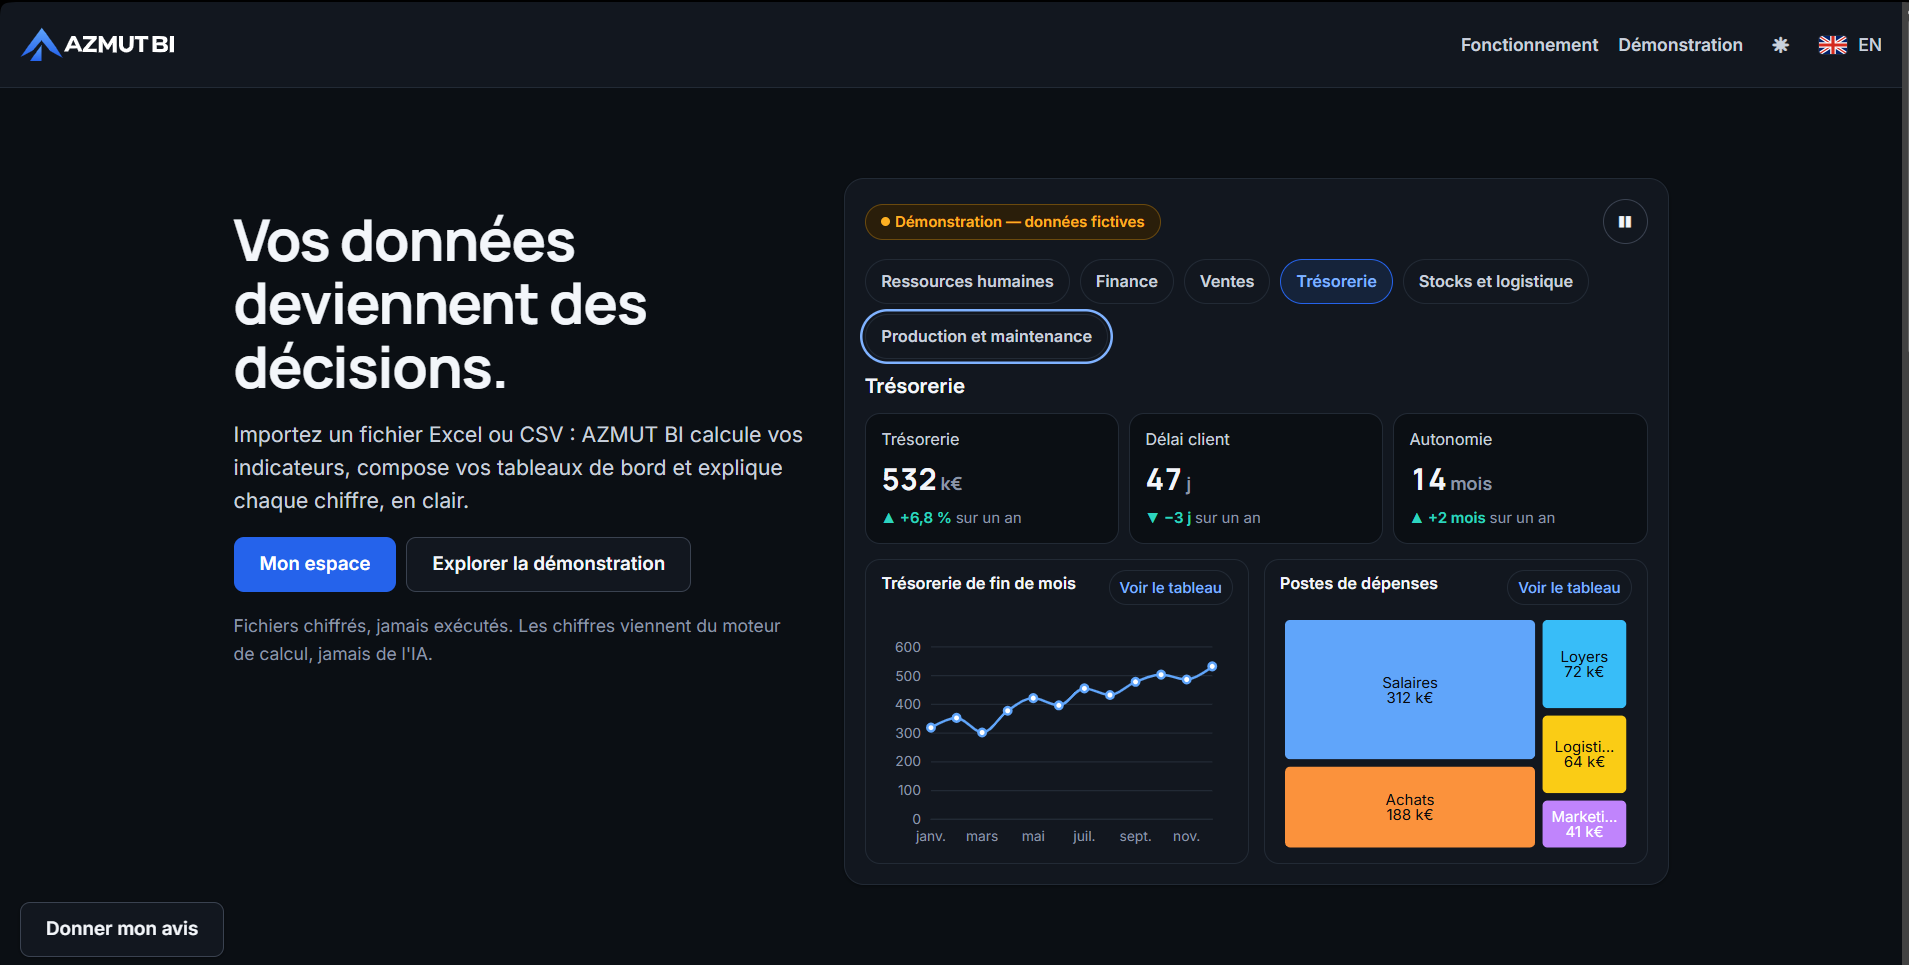 AZMUT BI
Fonctionnement
Démonstration
EN
Vos données
deviennent des
décisions.
Importez un fichier Excel ou CSV : AZMUT BI calcule vos
indicateurs, compose vos tableaux de bord et explique
chaque chiffre, en clair.
Mon espace
Explorer la démonstration
Fichiers chiffrés, jamais exécutés. Les chiffres viennent du moteur
de calcul, jamais de l'IA.
Démonstration — données fictives
Ressources humaines
Finance
Ventes
Trésorerie
Stocks et logistique
Production et maintenance
Trésorerie
Trésorerie
532 k€
▲ +6,8 % sur un an
Délai client
47 j
▼ −3 j sur un an
Autonomie
14 mois
▲ +2 mois sur un an
Trésorerie de fin de mois
Voir le tableau
600
500
400
300
200
100
0
janv. mars mai juil. sept. nov.
Postes de dépenses
Voir le tableau
Salaires
312 k€
Achats
188 k€
Loyers
72 k€
Logisti...
64 k€
Marketi...
41 k€
Donner mon avis